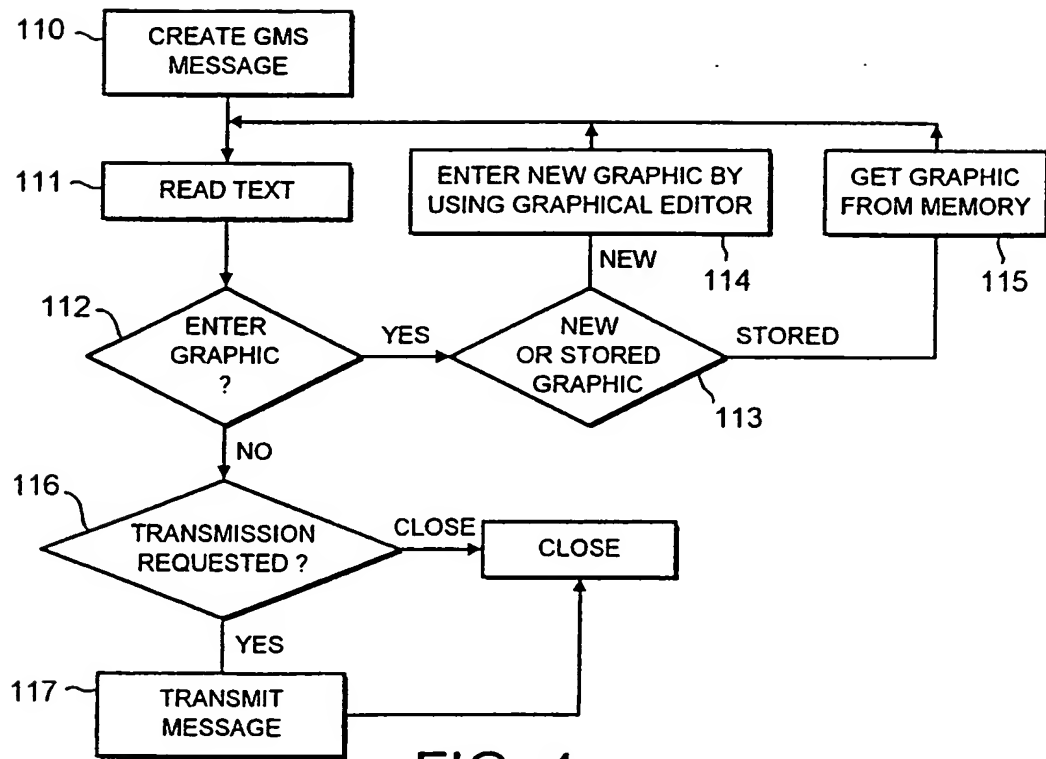 110
CREATE GMS
MESSAGE
111
READ TEXT
ENTER NEW GRAPHIC BY
USING GRAPHICAL EDITOR
114
GET GRAPHIC
FROM MEMORY
115
112
ENTER
GRAPHIC
?
YES
NEW
NEW
OR STORED
GRAPHIC
113
STORED
NO
116
TRANSMISSION
REQUESTED ?
CLOSE
CLOSE
YES
117
TRANSMIT
MESSAGE